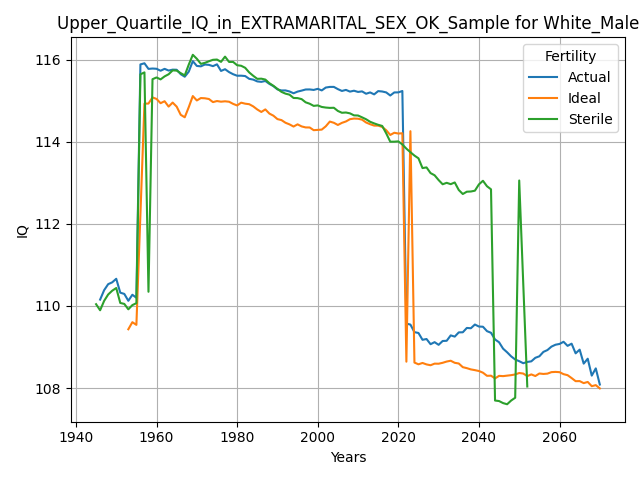 Upper_Quartile_IQ_in_EXTRAMARITAL_SEX_OK_Sample for White_Male
Fertility
Actual
Ideal
Sterile
IQ
116
114
112
110
108
1940 1960 1980 2000 2020 2040 2060
Years